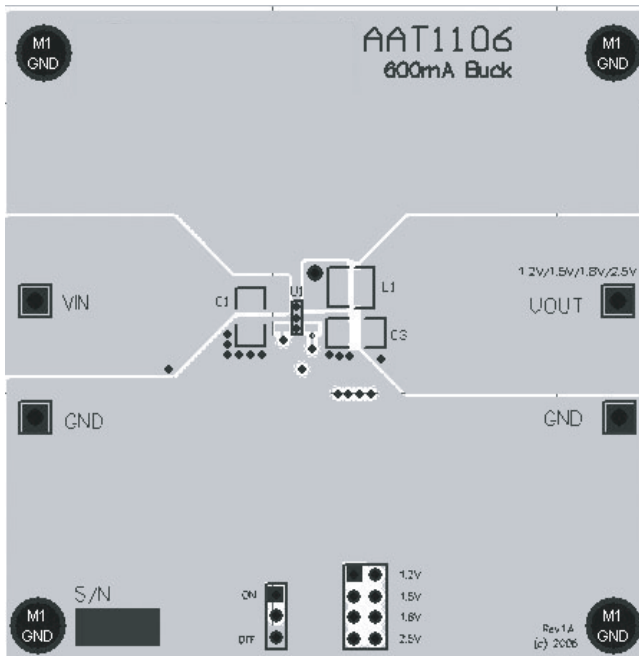 M1
GND
AAT1106
600mA Buck
M1
GND
1.2V/1.5V/1.8V/2.5V
VIN
C1
U1
L1
VOUT
C3
GND
GND
S/N
ON
OFF
1.2V
1.5V
1.8V
2.5V
M1
GND
Rev1A
(c) 2006
M1
GND